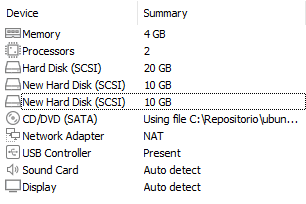 Device Summary
Memory 4 GB
Processors 2
Hard Disk (SCSI) 20 GB
New Hard Disk (SCSI) 10 GB
New Hard Disk (SCSI) 10 GB
CD/DVD (SATA) Using file C:\Repositorio\ubun...
Network Adapter NAT
USB Controller Present
Sound Card Auto detect
Display Auto detect